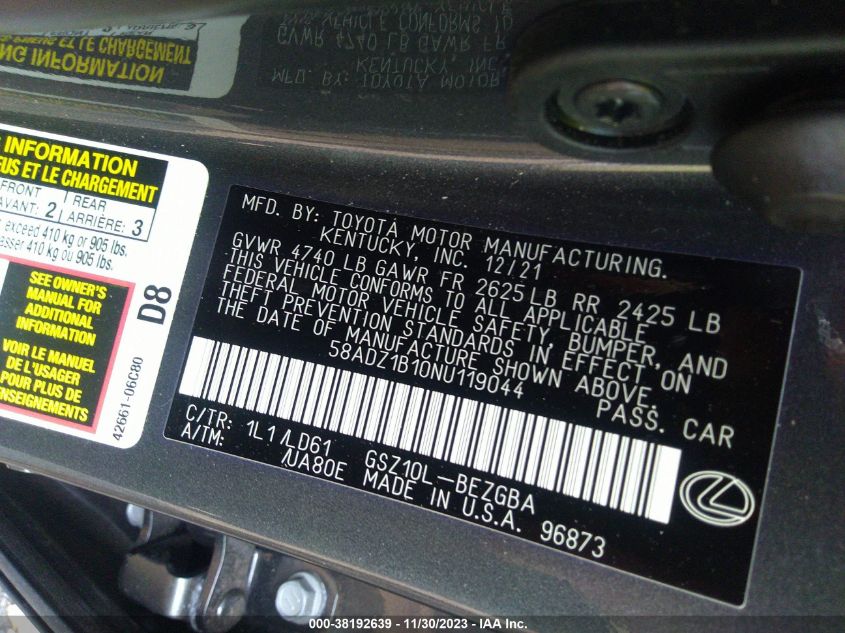 G INFORMATION
EUS ET LE CHARGEMENT
FRONT
AVANT: 2
REAR
ARRIÈRE: 3
exceed 410 kg or 905 lbs.
asser 410 kg ou 905 lbs.
SEE OWNER'S
MANUAL FOR
ADDITIONAL
INFORMATION
VOIR LE MANUEL
DE L'USAGER
POUR PLUS DE
RENSEIGNEMENTS
D8
42661-06C80
MFD. BY: TOYOTA MOTOR MANUFACTURING.
KENTUCKY, INC. 12/21
GVWR 4740 LB GAWR FR 2625 LB RR 2425 LB
THIS VEHICLE CONFORMS TO ALL APPLICABLE
FEDERAL MOTOR VEHICLE SAFETY, BUMPER, AND
THEFT PREVENTION STANDARDS IN EFFECT ON
THE DATE OF MANUFACTURE SHOWN ABOVE.
58ADZ1B10NU119044 PASS. CAR
C/TR: 1L1/LD61 GSZ10L-BEZGBA
A/TM: /UA80E MADE IN U.S.A. 96873
000-38192639 - 11/30/2023 - IAA Inc.